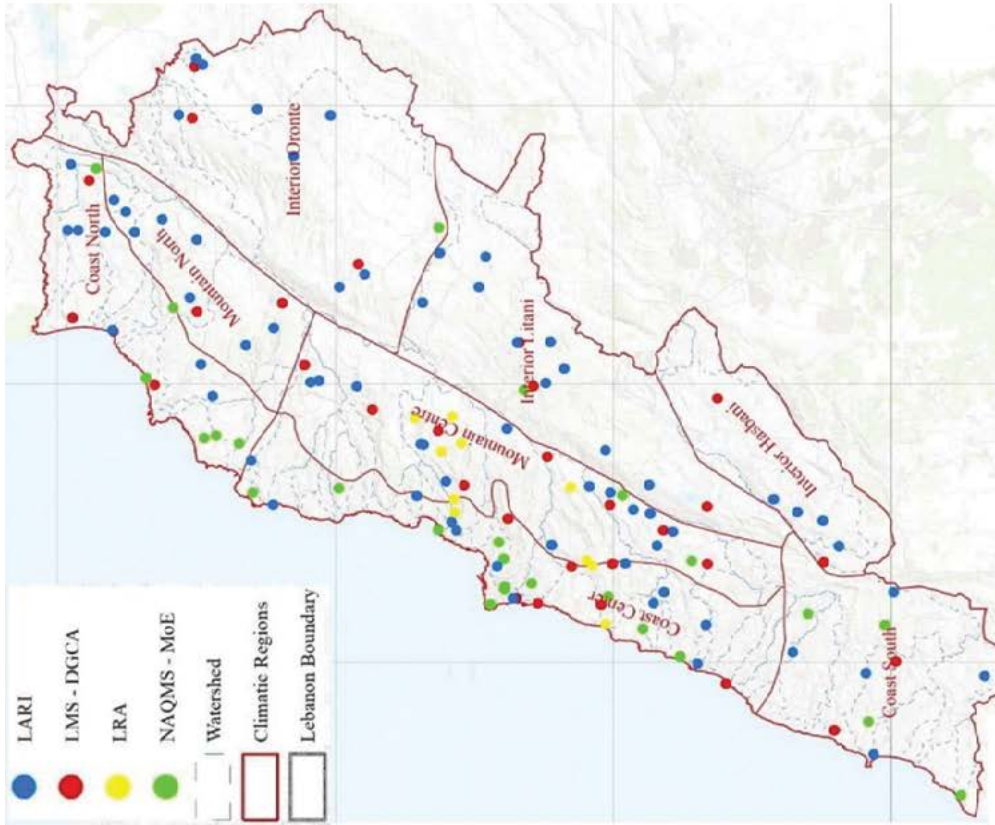 LARI
LMS - DGCA
LRA
NAQMS - MoE
Watershed
Climatic Regions
Lebanon Boundary
Coast North
Mountain North
Interior Oronte
Interior Litani
Mountain Centre
Interior Hasbani
Coast Center
Coast South